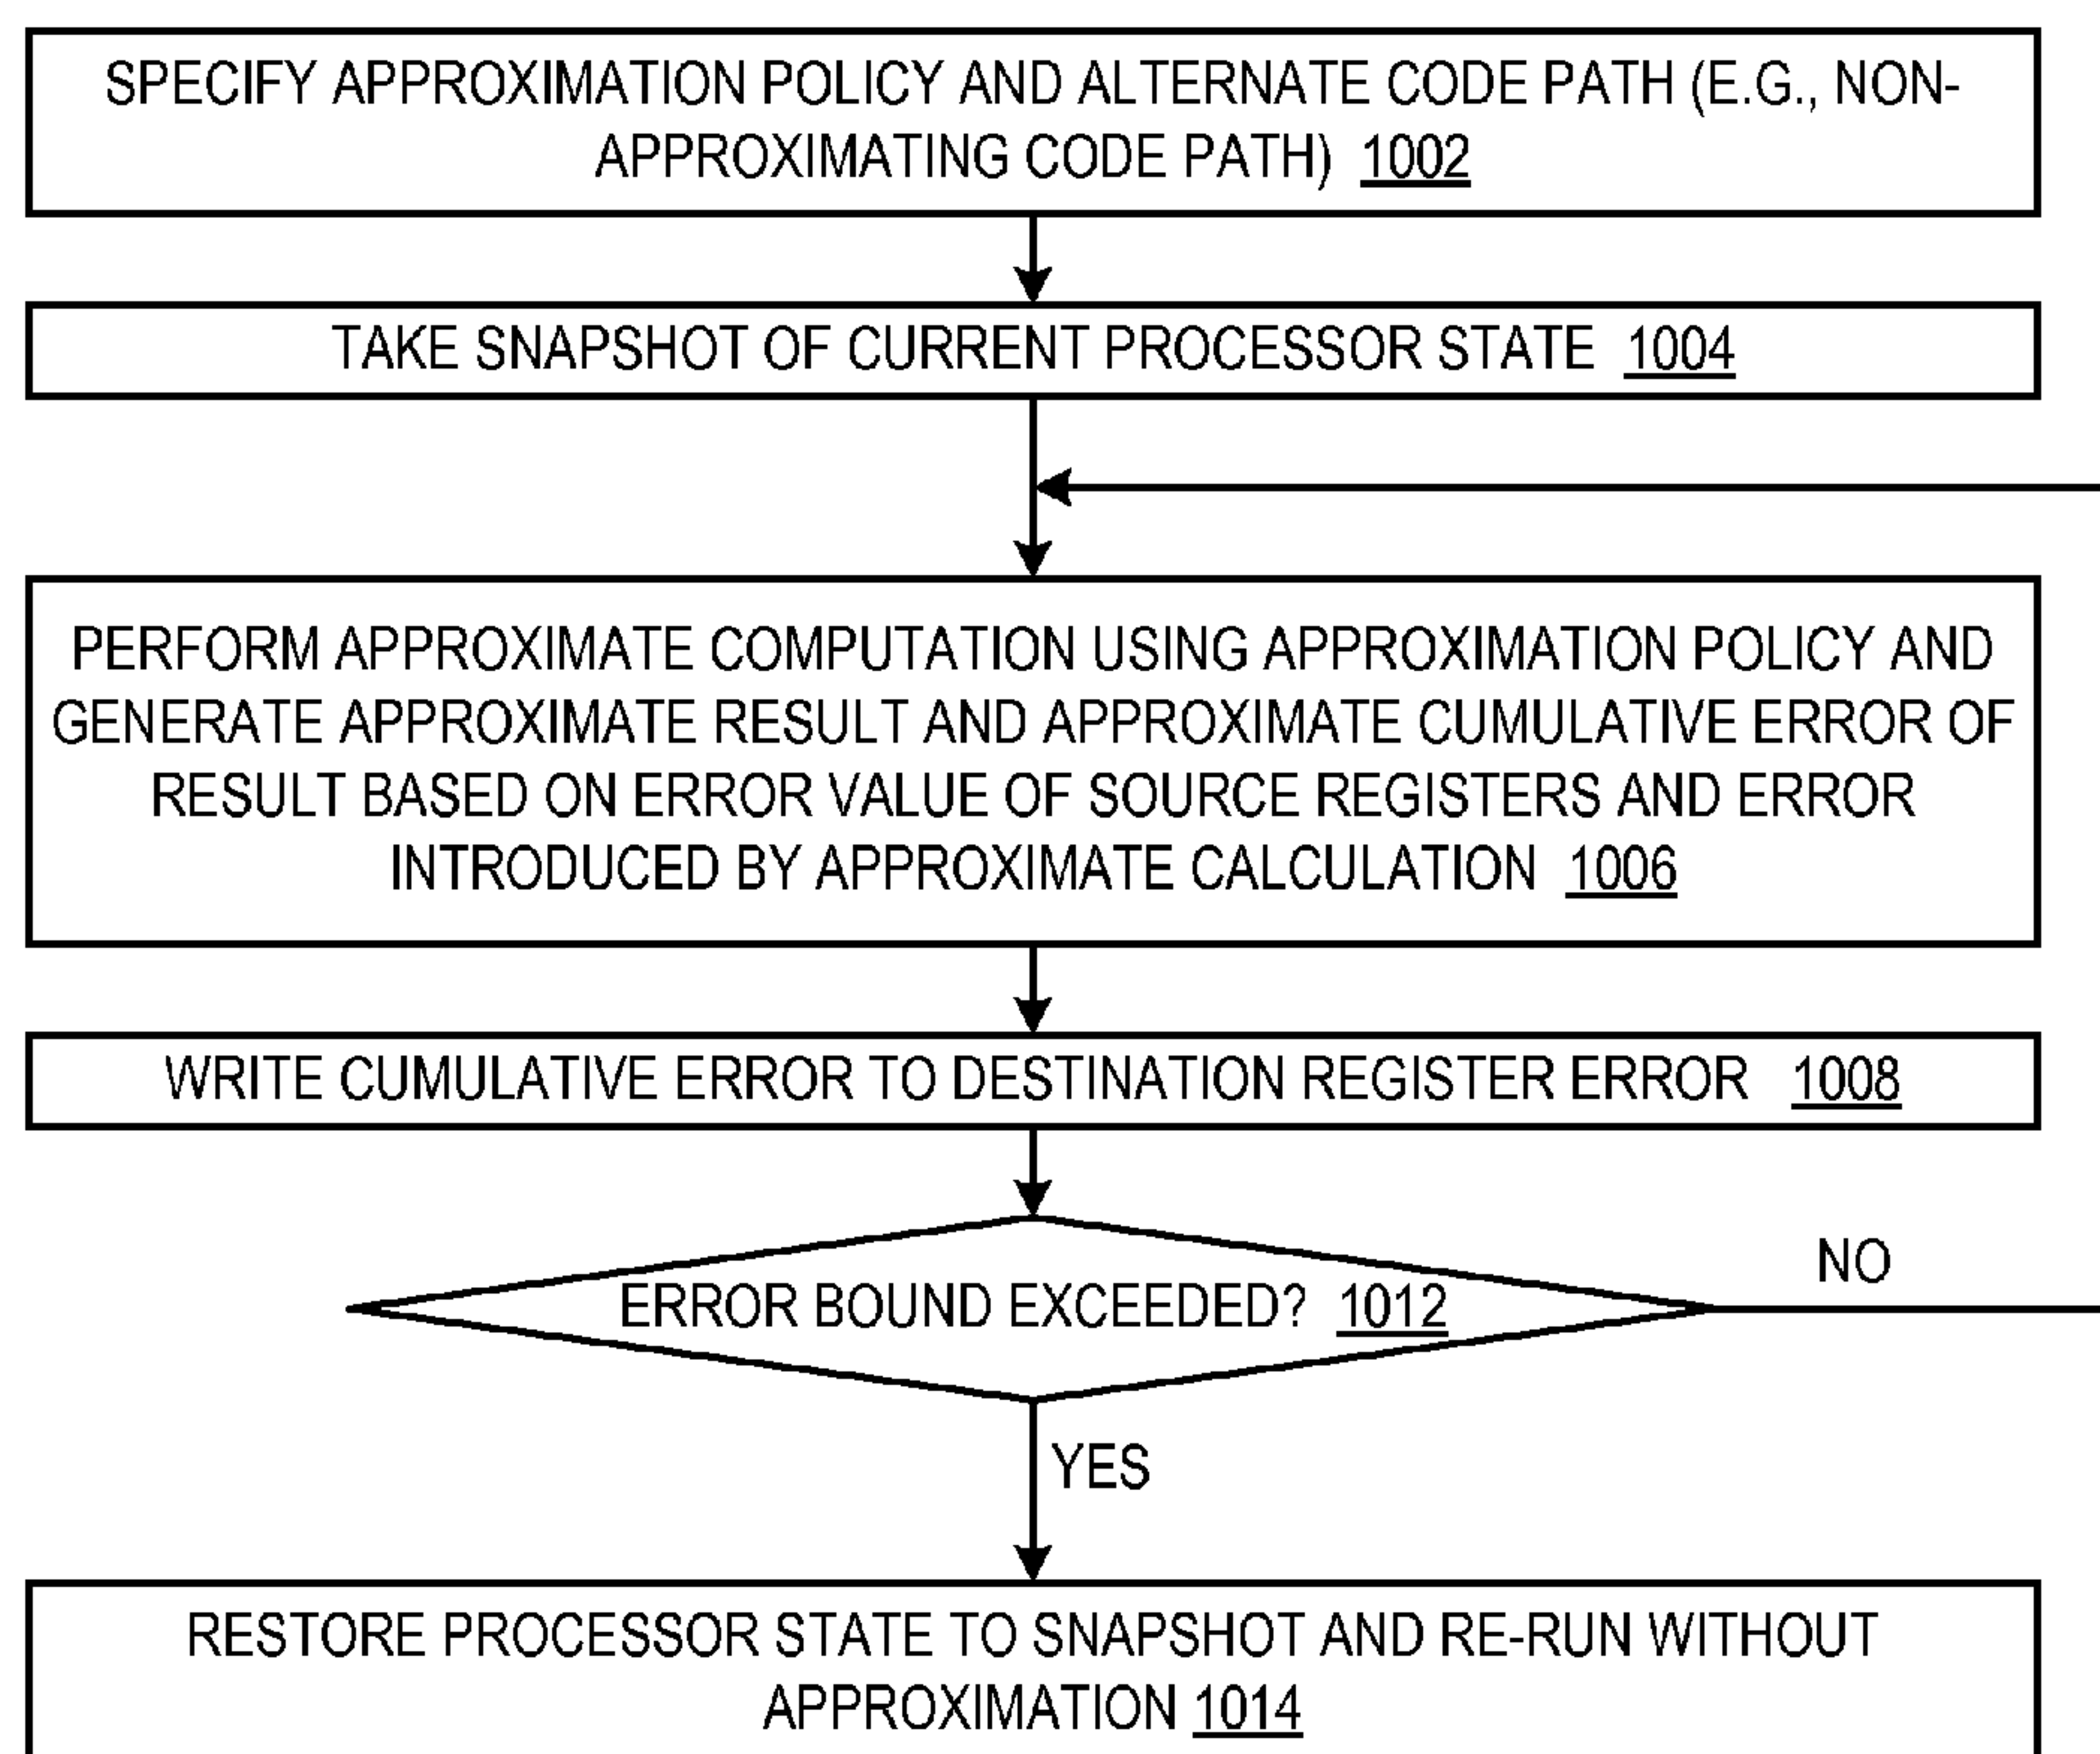 SPECIFY APPROXIMATION POLICY AND ALTERNATE CODE PATH (E.G., NON-
APPROXIMATING CODE PATH) 1002
TAKE SNAPSHOT OF CURRENT PROCESSOR STATE 1004
PERFORM APPROXIMATE COMPUTATION USING APPROXIMATION POLICY AND
GENERATE APPROXIMATE RESULT AND APPROXIMATE CUMULATIVE ERROR OF
RESULT BASED ON ERROR VALUE OF SOURCE REGISTERS AND ERROR
INTRODUCED BY APPROXIMATE CALCULATION 1006
WRITE CUMULATIVE ERROR TO DESTINATION REGISTER ERROR 1008
NO
ERROR BOUND EXCEEDED? 1012
YES
RESTORE PROCESSOR STATE TO SNAPSHOT AND RE-RUN WITHOUT
APPROXIMATION 1014